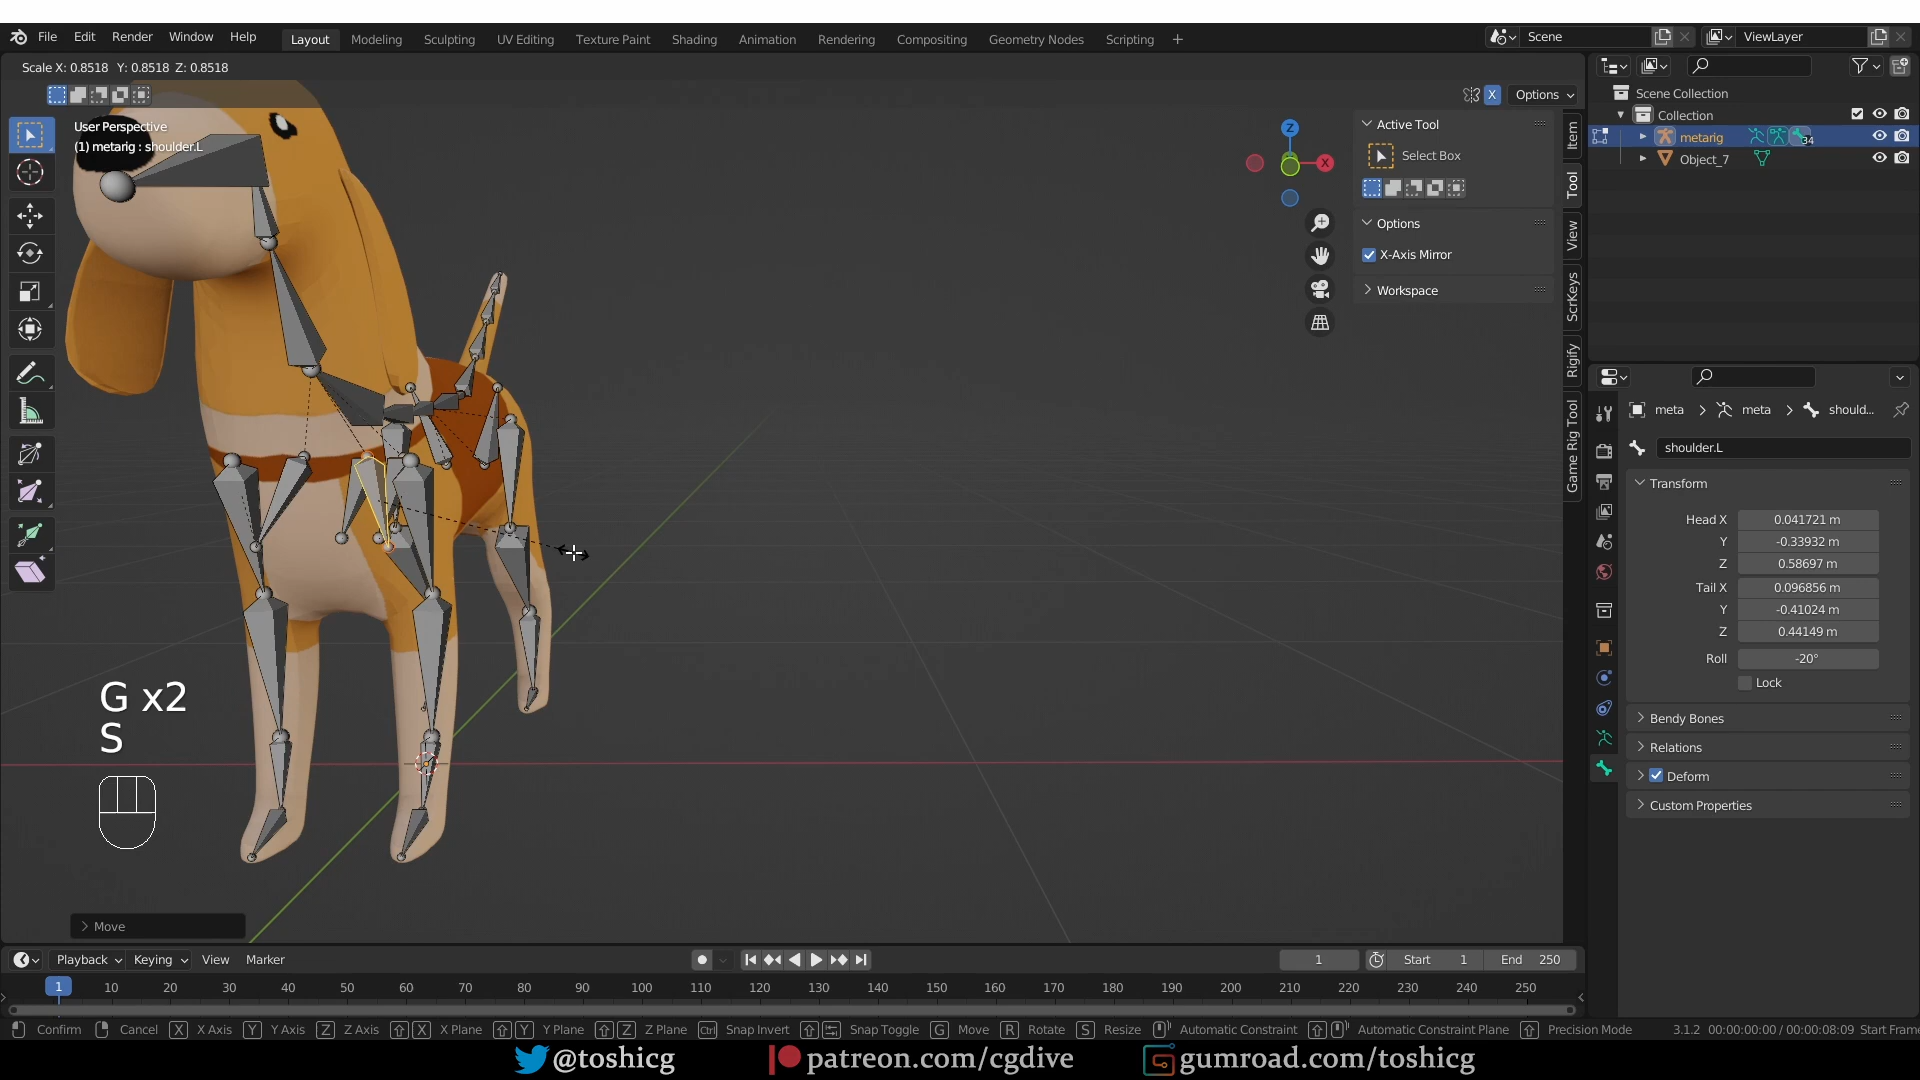 File Edit Render Window Help Layout Modeling Sculpting UV Editing Texture Paint Shading Animation Rendering Compositing Geometry Nodes Scripting + Scene ViewLayer
Scale X: 0.8518 Y: 0.8518 Z: 0.8518
X Options
User Perspective
(1) metarig : shoulder.L
Z
X
Active Tool
Select Box
Options
X-Axis Mirror
Workspace
Item
Tool
View
ScrKeys
Rigify
Game Rig Tool
Scene Collection
Collection
metarig 34
Object_7
meta meta should...
shoulder.L
Transform
Head X 0.041721 m
Y -0.33932 m
Z 0.58697 m
Tail X 0.096856 m
Y -0.41024 m
Z 0.44149 m
Roll -20°
Lock
Bendy Bones
Relations
Deform
Custom Properties
G x2
S
Move
Playback Keying View Marker 1 Start 1 End 250
1 10 20 30 40 50 60 70 80 90 100 110 120 130 140 150 160 170 180 190 200 210 220 230 240 250
Confirm Cancel X X Axis Y Y Axis Z Z Axis X X Plane Y Y Plane Z Z Plane Ctrl Snap Invert Snap Toggle G Move R Rotate S Resize Automatic Constraint Automatic Constraint Plane Precision Mode 3.1.2 00:00:00:00 / 00:00:08:09 Start Frame
@toshicg patreon.com/cgdive gumroad.com/toshicg